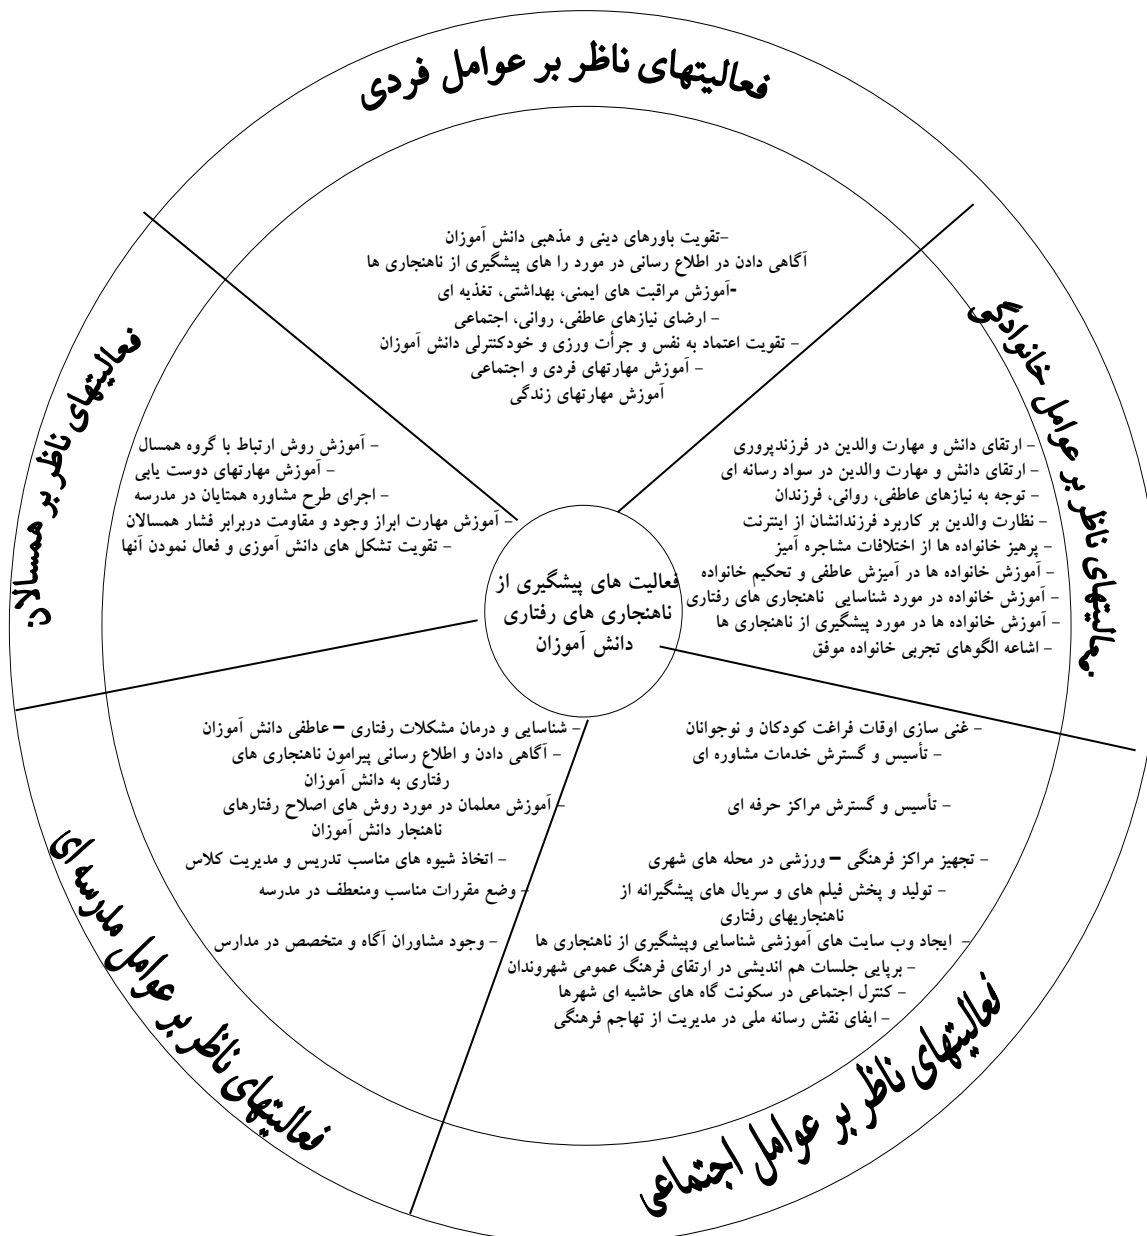 فعالیتهای ناظر بر عوامل فردی
-تقویت باورهای دینی و مذهبی دانش آموزان
آگاهی دادن در اطلاع رسانی در مورد را های پیشگیری از ناهنجاری ها
-آموزش مراقبت های ایمنی، بهداشتی، تغذیه ای
- ارضای نیازهای عاطفی، روانی، اجتماعی
- تقویت اعتماد به نفس و جرأت ورزی و خودکنترلی دانش آموزان
- آموزش مهارتهای فردی و اجتماعی
آموزش مهارتهای زندگی
فعالیتهای ناظر بر عوامل خانوادگی
- ارتقای دانش و مهارت والدین در فرزندپروری
- ارتقای دانش و مهارت والدین در سواد رسانه ای
- توجه به نیازهای عاطفی، روانی، فرزندان
- نظارت والدین بر کاربرد فرزندانشان از اینترنت
- پرهیز خانواده ها از اختلافات مشاجره آمیز
- آموزش خانواده ها در آمیزش عاطفی و تحکیم خانواده
- آموزش خانواده در مورد شناسایی ناهنجاری های رفتاری
- آموزش خانواده ها در مورد پیشگیری از ناهنجاری ها
- اشاعه الگوهای تجربی خانواده موفق
فعالیتهای ناظر بر همسالان
- آموزش روش ارتباط با گروه همسال
- آموزش مهارتهای دوست یابی
- اجرای طرح مشاوره همتایان در مدرسه
- آموزش مهارت ابراز وجود و مقاومت دربرابر فشار همسالان
- تقویت تشکل های دانش آموزی و فعال نمودن آنها
فعالیت های پیشگیری از
ناهنجاری های رفتاری
دانش آموزان
- غنی سازی اوقات فراغت کودکان و نوجوانان
- تأسیس و گسترش خدمات مشاوره ای
- تأسیس و گسترش مراکز حرفه ای
- تجهیز مراکز فرهنگی – ورزشی در محله های شهری
- تولید و پخش فیلم های و سریال های پیشگیرانه از
ناهنجاریهای رفتاری
- ایجاد وب سایت های آموزشی شناسایی وپیشگیری از ناهنجاری ها
- برپایی جلسات هم اندیشی در ارتقای فرهنگ عمومی شهروندان
- کنترل اجتماعی در سکونت گاه های حاشیه ای شهرها
- ایفای نقش رسانه ملی در مدیریت از تهاجم فرهنگی
فعالیتهای ناظر بر عوامل اجتماعی
- شناسایی و درمان مشکلات رفتاری – عاطفی دانش آموزان
- آگاهی دادن و اطلاع رسانی پیرامون ناهنجاری های
رفتاری به دانش آموزان
- آموزش معلمان در مورد روش های اصلاح رفتارهای
ناهنجار دانش آموزان
- اتخاذ شیوه های مناسب تدریس و مدیریت کلاس
- وضع مقررات مناسب ومنعطف در مدرسه
- وجود مشاوران آگاه و متخصص در مدارس
فعالیتهای ناظر بر عوامل مدرسه ای